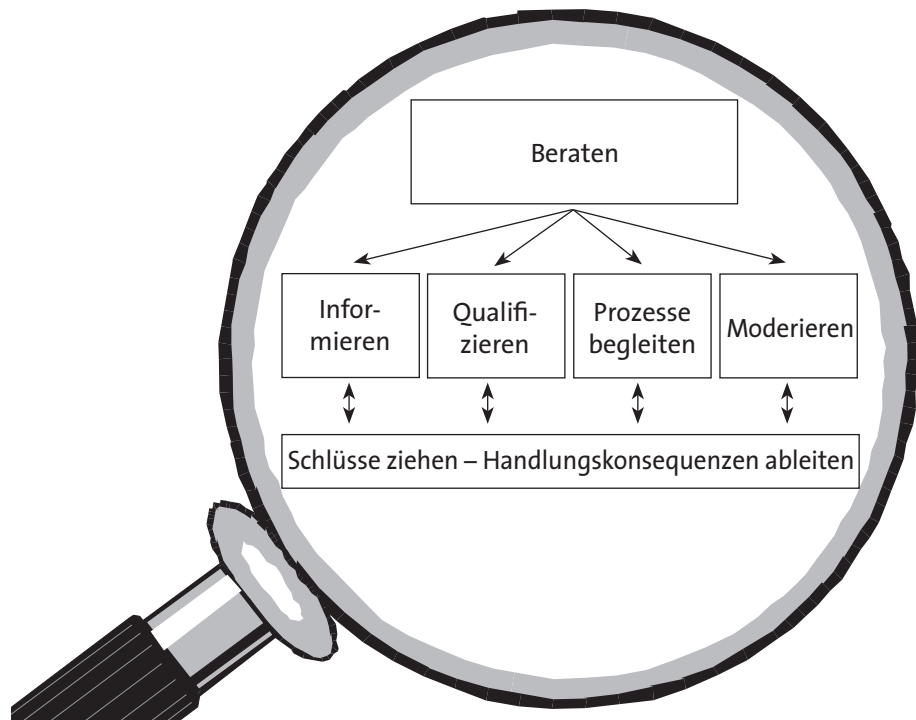 Beraten
Infor-
mieren
Qualifi-
zieren
Prozesse
begleiten
Moderieren
Schlüsse ziehen – Handlungskonsequenzen ableiten